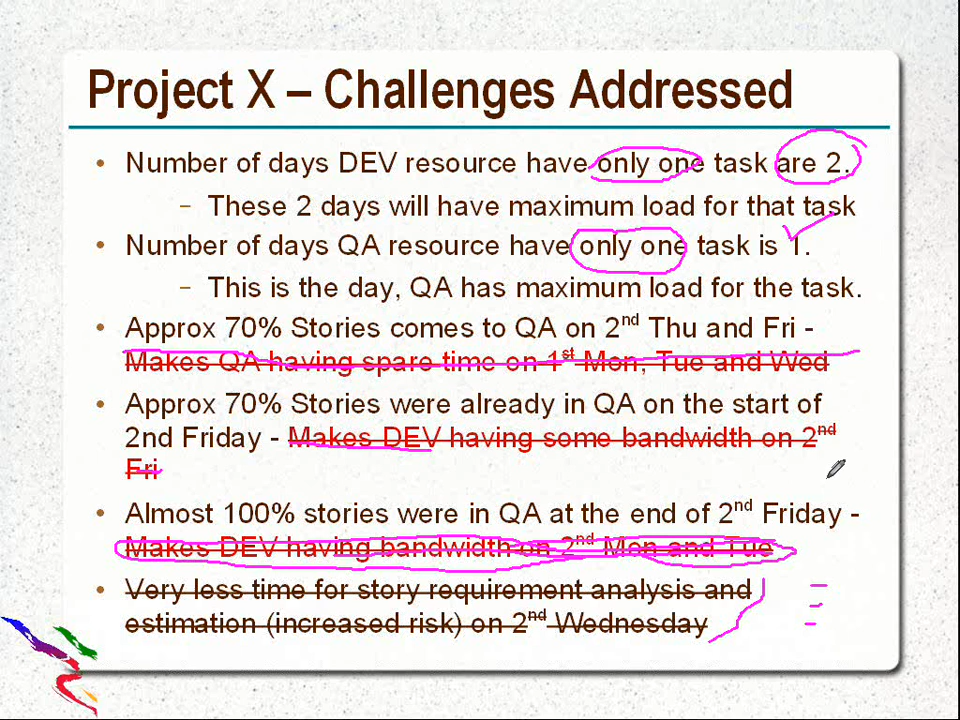 Project X – Challenges Addressed
• Number of days DEV resource have only one task are 2.
– These 2 days will have maximum load for that task
• Number of days QA resource have only one task is 1.
– This is the day, QA has maximum load for the task.
• Approx 70% Stories comes to QA on 2nd Thu and Fri -
Makes QA having spare time on 1st Mon, Tue and Wed
• Approx 70% Stories were already in QA on the start of
2nd Friday - Makes DEV having some bandwidth on 2nd
Fri
• Almost 100% stories were in QA at the end of 2nd Friday -
Makes DEV having bandwidth on 2nd Mon and Tue
• Very less time for story requirement analysis and
estimation (increased risk) on 2nd Wednesday